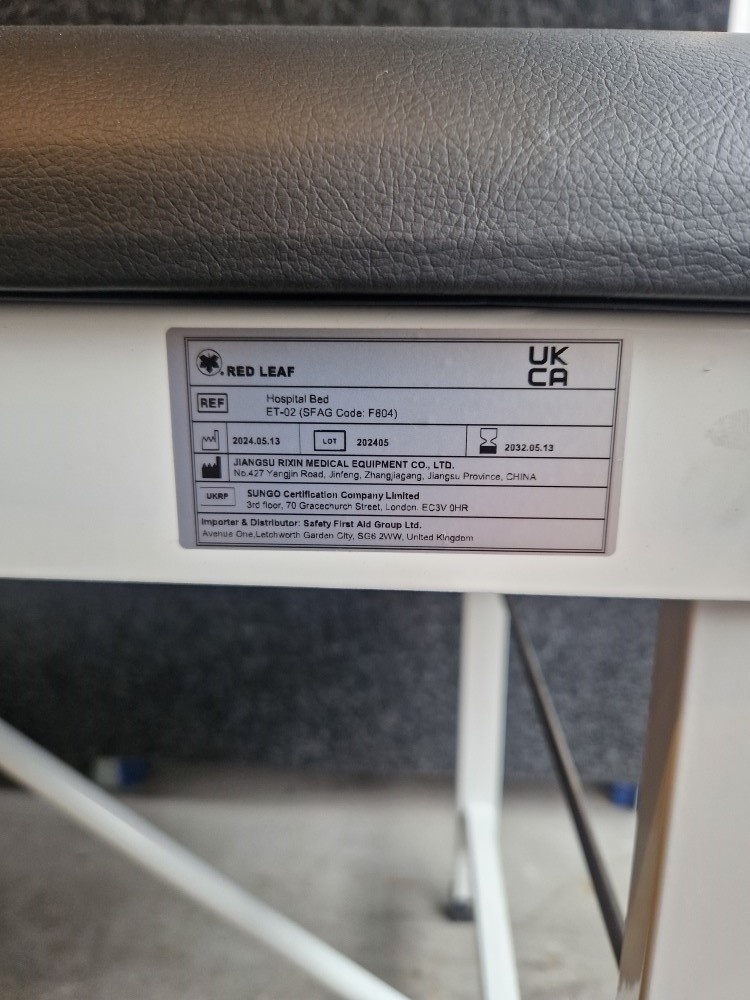 RED LEAF
UK
CA
REF
Hospital Bed
ET-02 (SFAG Code: F804)
2024.05.13 LOT 202405 2032.05.13
JIANGSU RIXIN MEDICAL EQUIPMENT CO., LTD.
No.427 Yangjin Road, Jinfeng, Zhangjiagang, Jiangsu Province, CHINA
UKRP SUNGO Certification Company Limited
3rd floor, 70 Gracechurch Street, London. EC3V 0HR
Importer & Distributor: Safety First Aid Group Ltd.
Avenue One,Letchworth Garden City, SG6 2WW, United Kingdom